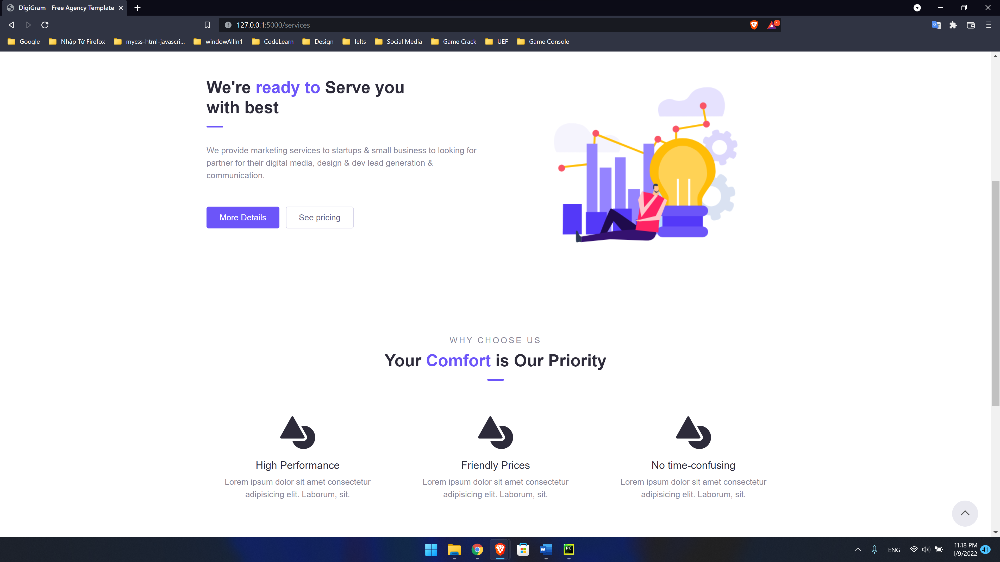 DigiGram - Free Agency Template
127.0.0.1:5000/services
1
Google
Nhập Từ Firefox
mycss-html-javascri...
windowAllIn1
CodeLearn
Design
Ielts
Social Media
Game Crack
UEF
Game Console
We're ready to Serve you
with best
We provide marketing services to startups & small business to looking for
partner for their digital media, design & dev lead generation &
communication.
More Details
See pricing
WHY CHOOSE US
Your Comfort is Our Priority
High Performance
Lorem ipsum dolor sit amet consectetur
adipisicing elit. Laborum, sit.
Friendly Prices
Lorem ipsum dolor sit amet consectetur
adipisicing elit. Laborum, sit.
No time-confusing
Lorem ipsum dolor sit amet consectetur
adipisicing elit. Laborum, sit.
W
PC
ENG
11:18 PM
1/9/2022
41